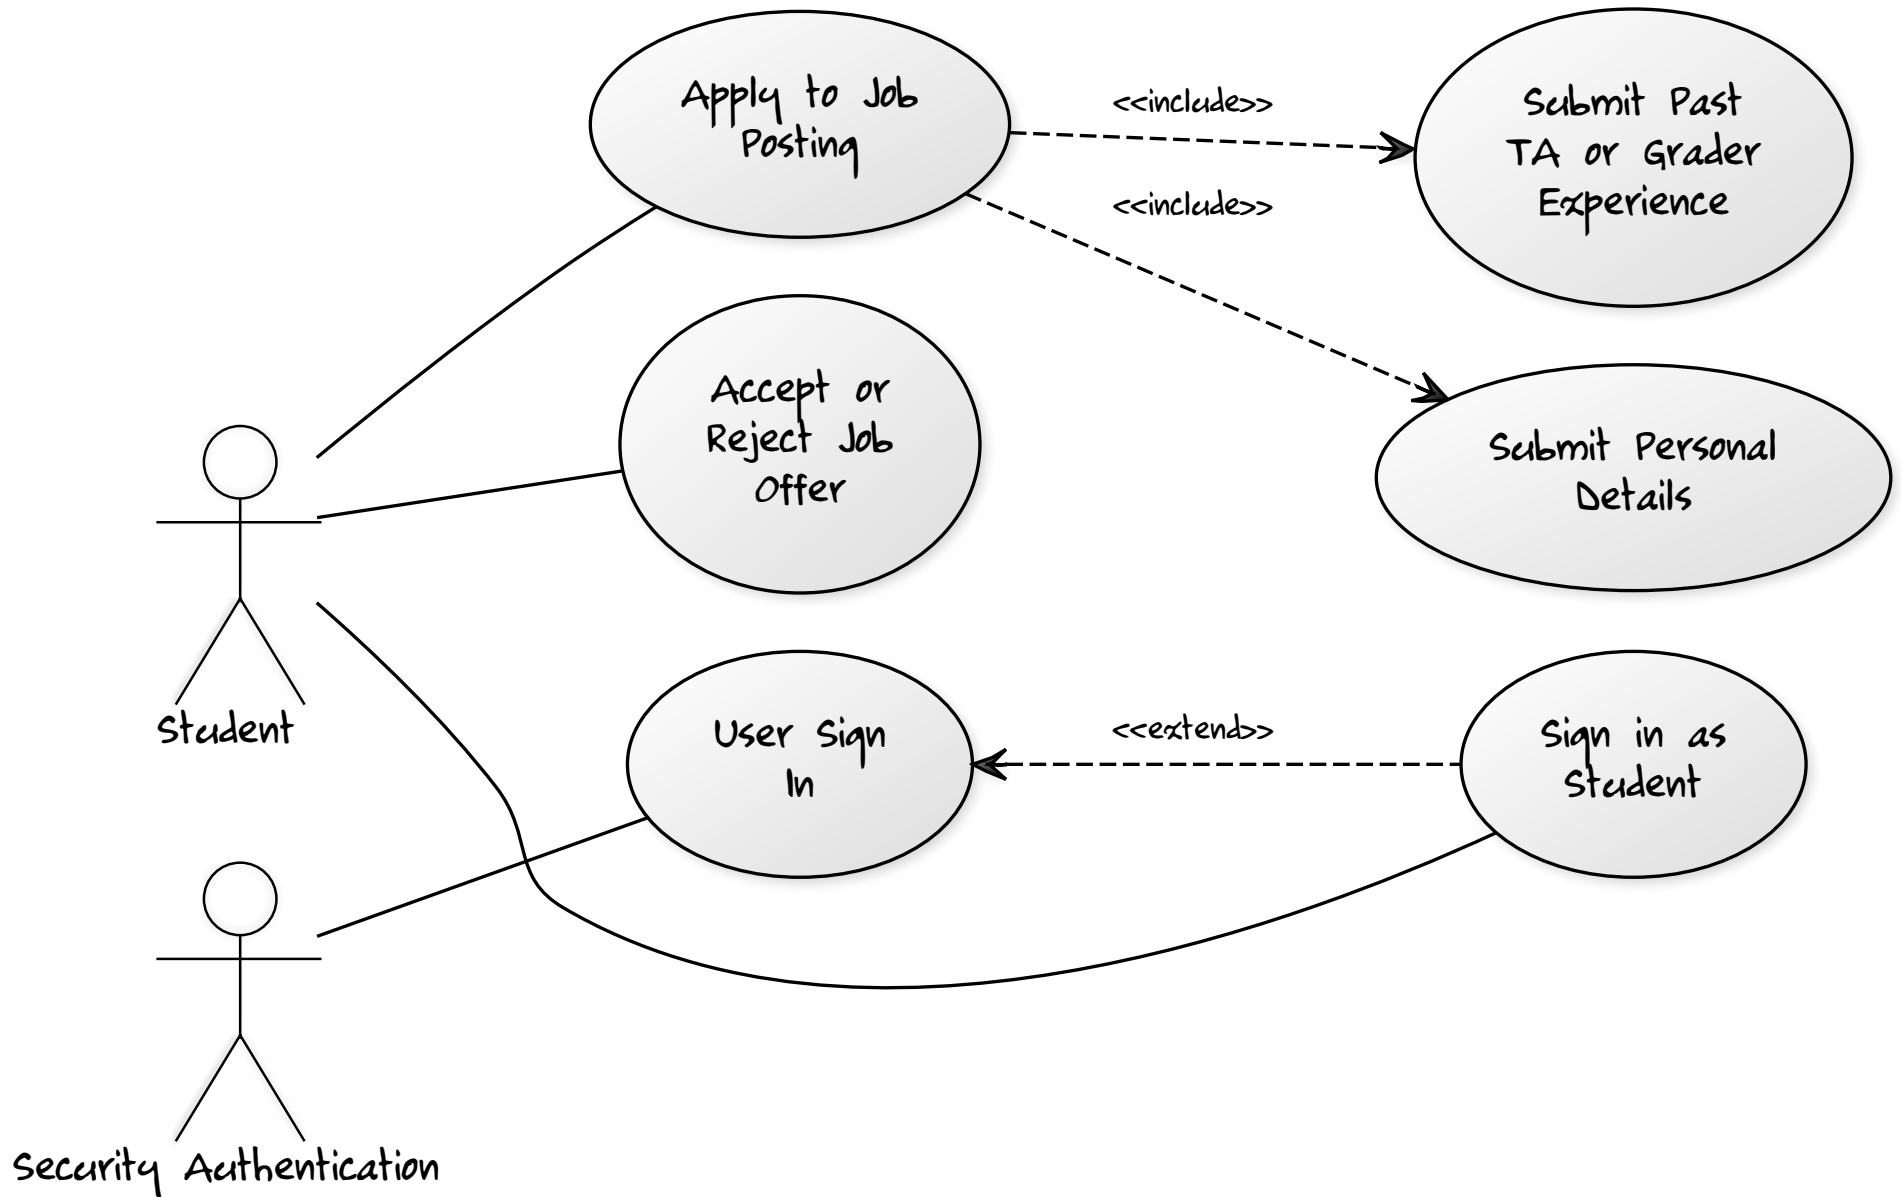 Apply to Job
Posting
<<include>>
Submit Past
TA or Grader
Experience
<<include>>
Accept or
Reject Job
Offer
Submit Personal
Details
Student
User Sign
In
<<extend>>
Sign in as
Student
Security Authentication